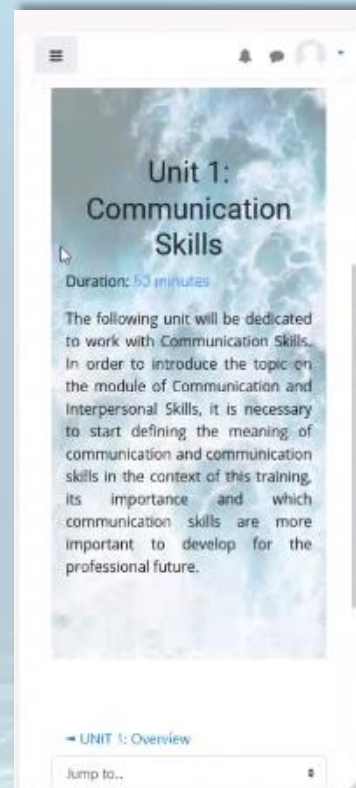 Unit 1:
Communication
Skills
Duration: 50 minutes
The following unit will be dedicated
to work with Communication Skills.
In order to introduce the topic on
the module of Communication and
Interpersonal Skills, it is necessary
to start defining the meaning of
communication and communication
skills in the context of this training,
its importance and which
communication skills are more
important to develop for the
professional future.
◄ UNIT 1: Overview
Jump to...